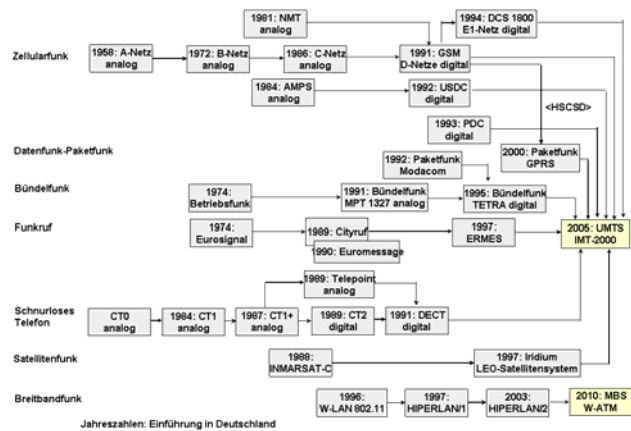 1981: NMT
analog
1994: DCS 1800
E1-Netz digital
Zellularfunk
1958: A-Netz
analog
1972: B-Netz
analog
1986: C-Netz
analog
1991: GSM
D-Netze digital
1984: AMPS
analog
1992: USDC
digital
<HSCSD>
1993: PDC
digital
Datenfunk-Paketfunk
1992: Paketfunk
Modacom
2000: Paketfunk
GPRS
Bündelfunk
1974:
Betriebsfunk
1991: Bündelfunk
MPT 1327 analog
1995: Bündelfunk
TETRA digital
Funkruf
1974:
Eurosignal
1989: Cityruf
1990: Euromessage
1997:
ERMES
2005: UMTS
IMT-2000
1989: Telepoint
analog
Schnurloses
Telefon
CT0
analog
1984: CT1
analog
1987: CT1+
analog
1989: CT2
digital
1991: DECT
digital
Satellitenfunk
1988:
INMARSAT-C
1997: Iridium
LEO-Satellitensystem
Breitbandfunk
1996:
W-LAN 802.11
1997:
HIPERLAN/1
2003:
HIPERLAN/2
2010: MBS
W-ATM
Jahreszahlen: Einführung in Deutschland